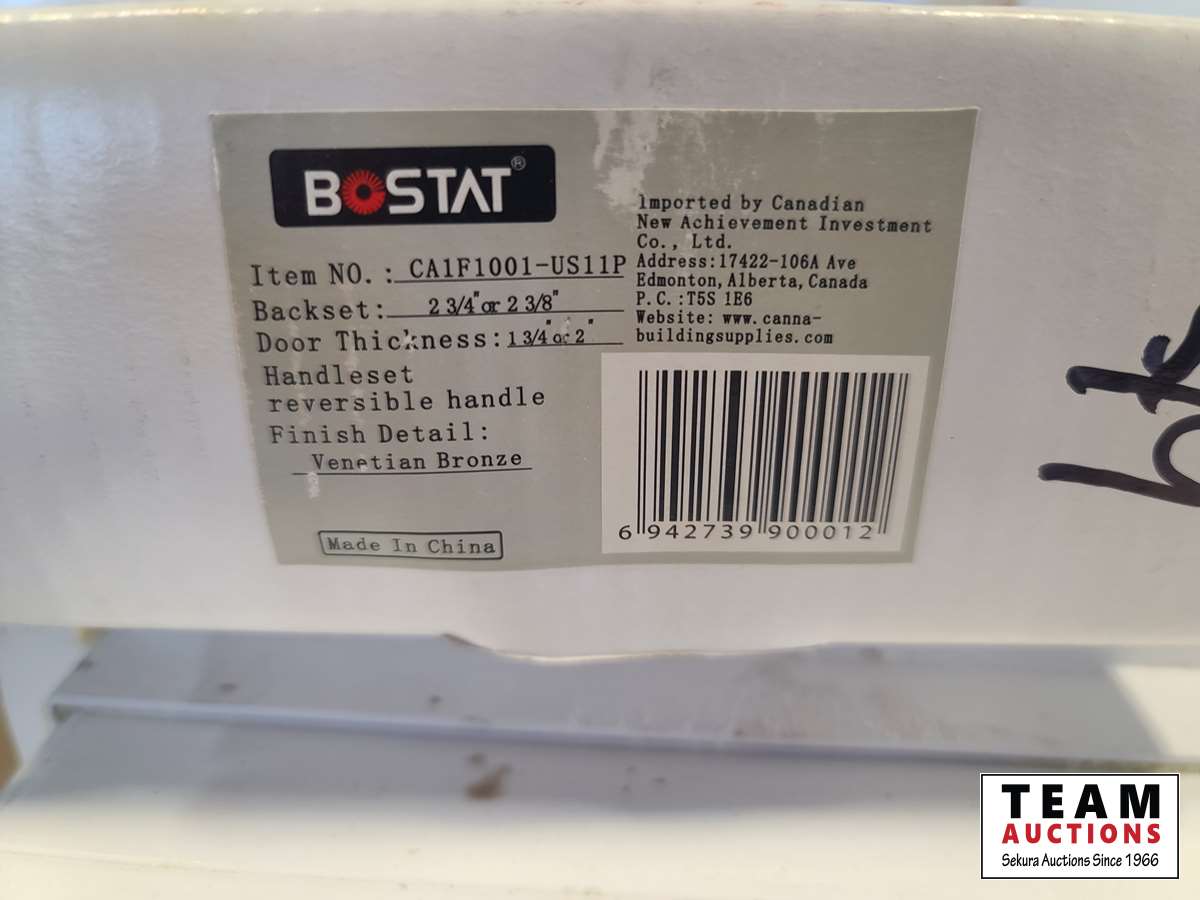 BOSTAT®
Item NO.: CA1F1001-US11P
Backset: 2 3/4" or 2 3/8"
Door Thickness: 1 3/4" or 2"
Handleset
reversible handle
Finish Detail:
Venetian Bronze
Made In China
lmported by Canadian
New Achievement Investment
Co., Ltd.
Address:17422-106A Ave
Edmonton, Alberta, Canada
P.C.:T5S 1E6
Website: www.canna-
buildingsupplies.com
6 942739 900012
TEAM
AUCTIONS
Sekura Auctions Since 1966